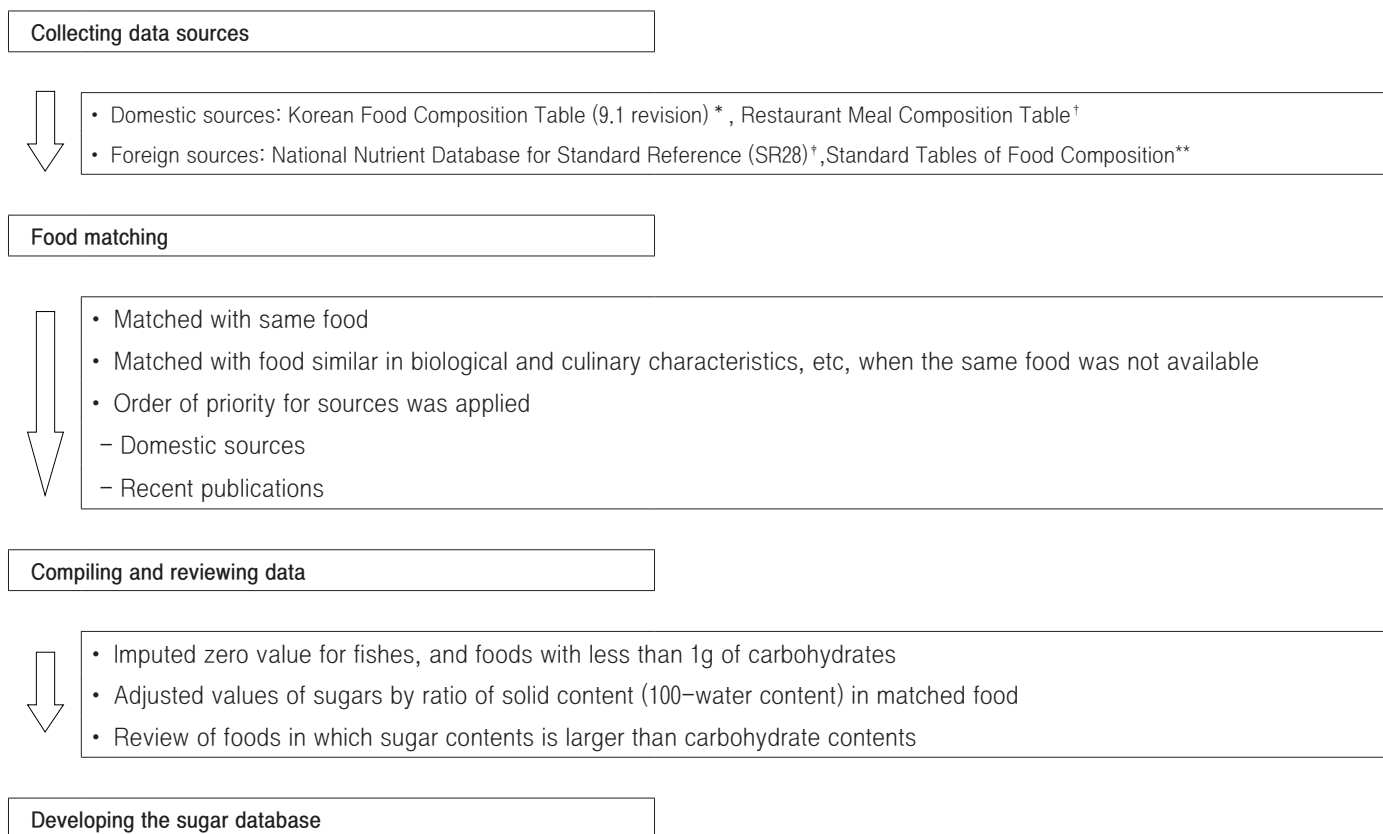 Collecting data sources
• Domestic sources: Korean Food Composition Table (9.1 revision) * , Restaurant Meal Composition Table†
• Foreign sources: National Nutrient Database for Standard Reference (SR28)†,Standard Tables of Food Composition**
Food matching
• Matched with same food
• Matched with food similar in biological and culinary characteristics, etc, when the same food was not available
• Order of priority for sources was applied
− Domestic sources
− Recent publications
Compiling and reviewing data
• Imputed zero value for fishes, and foods with less than 1g of carbohydrates
• Adjusted values of sugars by ratio of solid content (100−water content) in matched food
• Review of foods in which sugar contents is larger than carbohydrate contents
Developing the sugar database